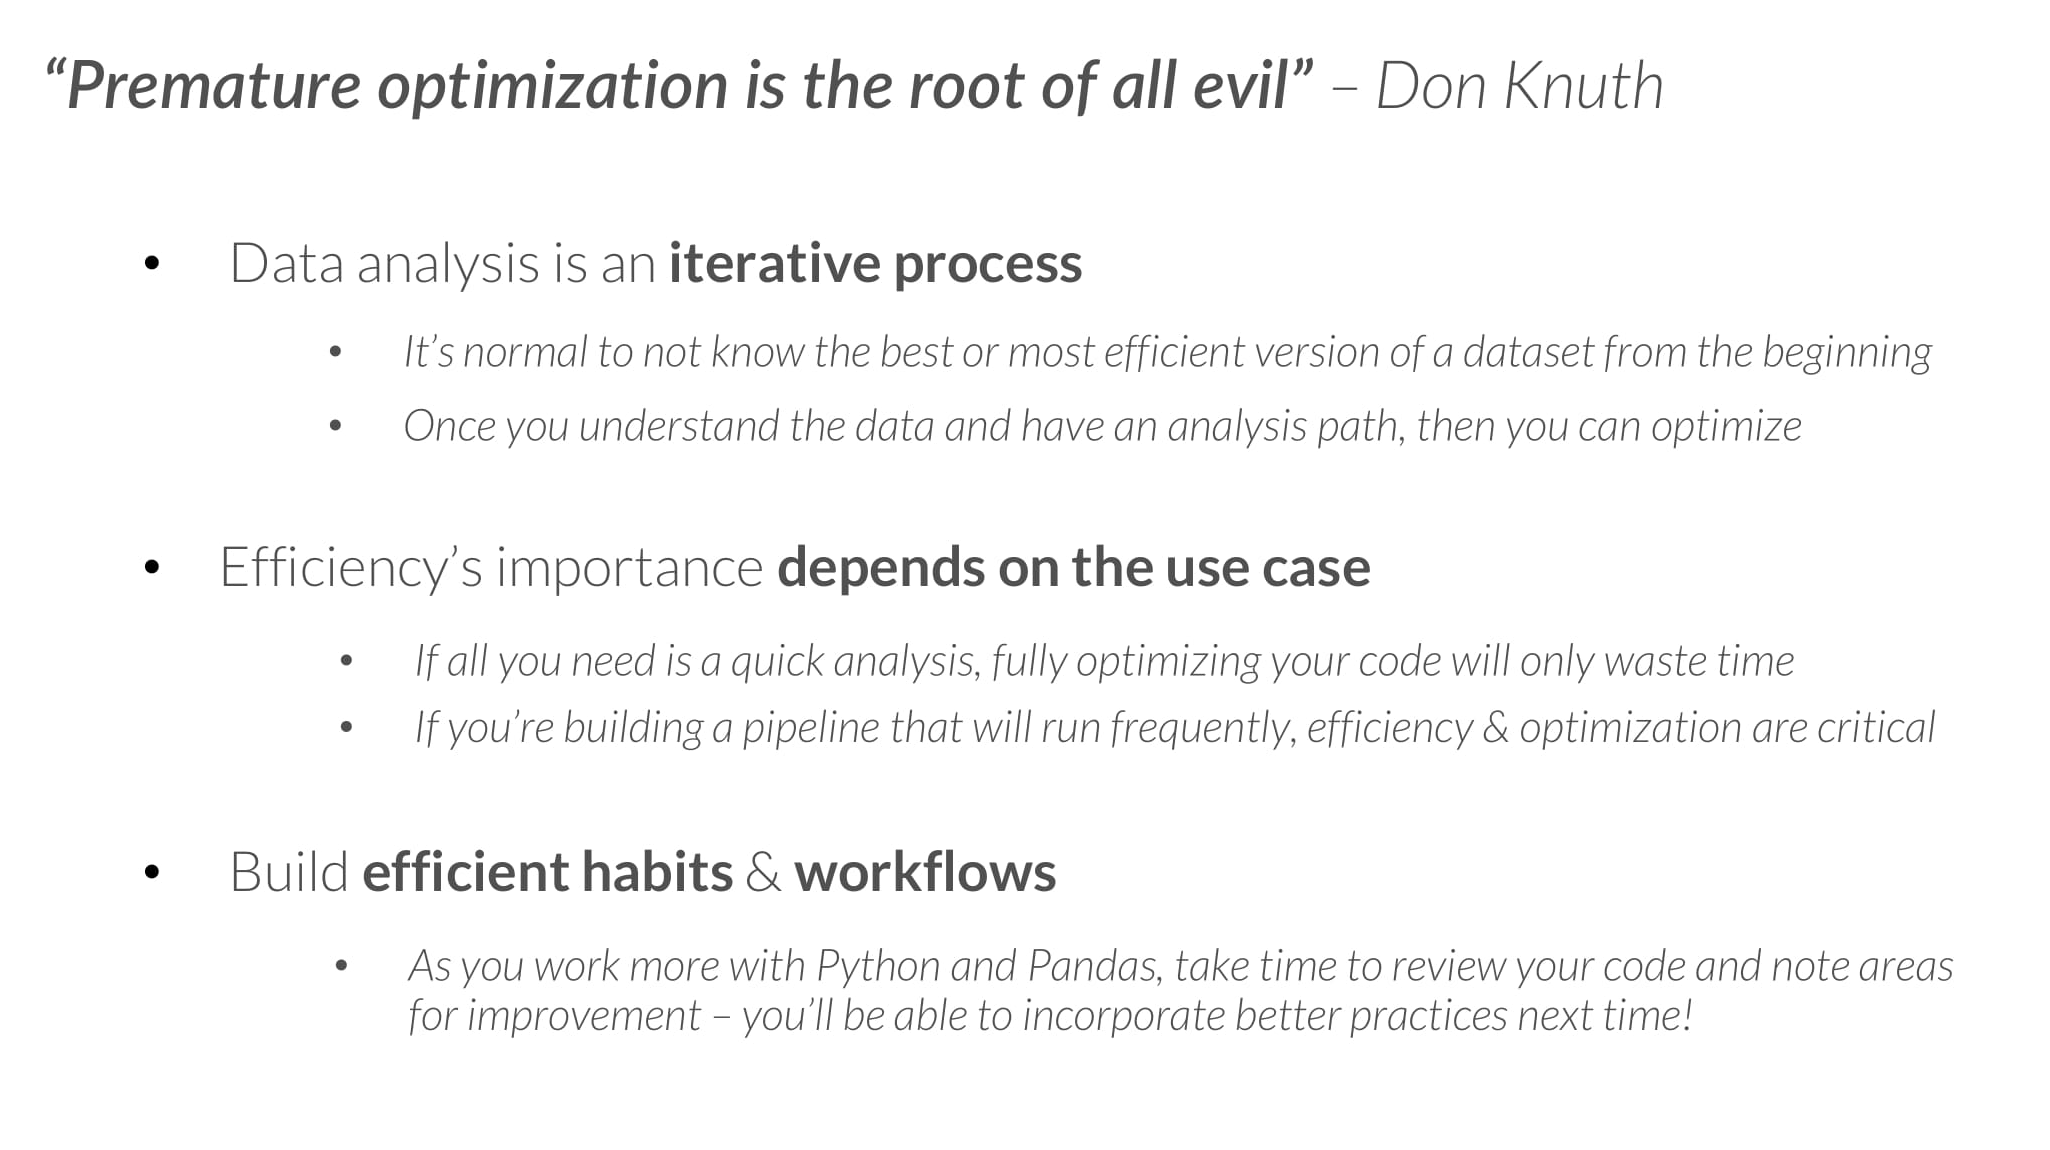 “Premature optimization is the root of all evil” – Don Knuth
• Data analysis is an iterative process
• It’s normal to not know the best or most efficient version of a dataset from the beginning
• Once you understand the data and have an analysis path, then you can optimize
• Efficiency’s importance depends on the use case
• If all you need is a quick analysis, fully optimizing your code will only waste time
• If you’re building a pipeline that will run frequently, efficiency & optimization are critical
• Build efficient habits & workflows
• As you work more with Python and Pandas, take time to review your code and note areas
for improvement – you’ll be able to incorporate better practices next time!